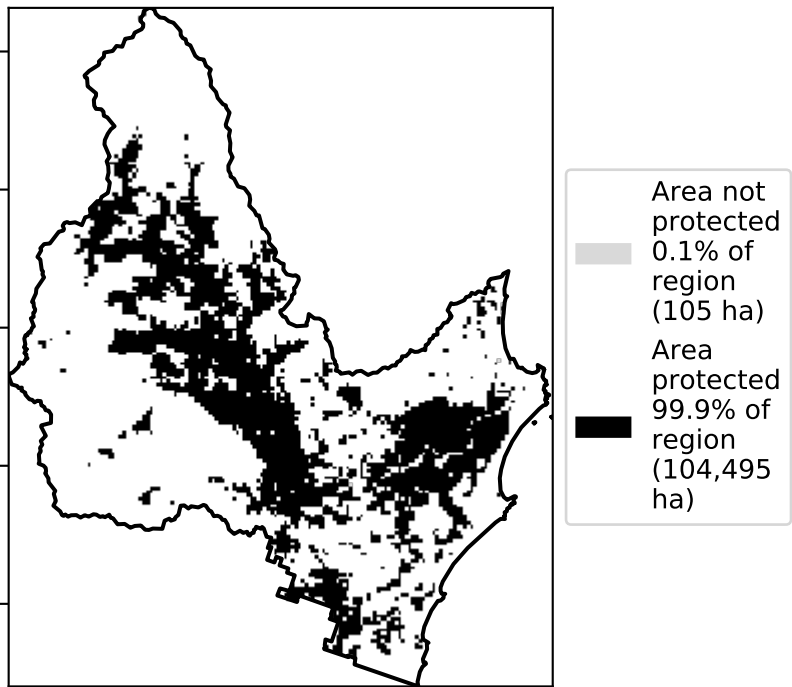 Area not
protected
0.1% of
region
(105 ha)
Area
protected
99.9% of
region
(104,495
ha)